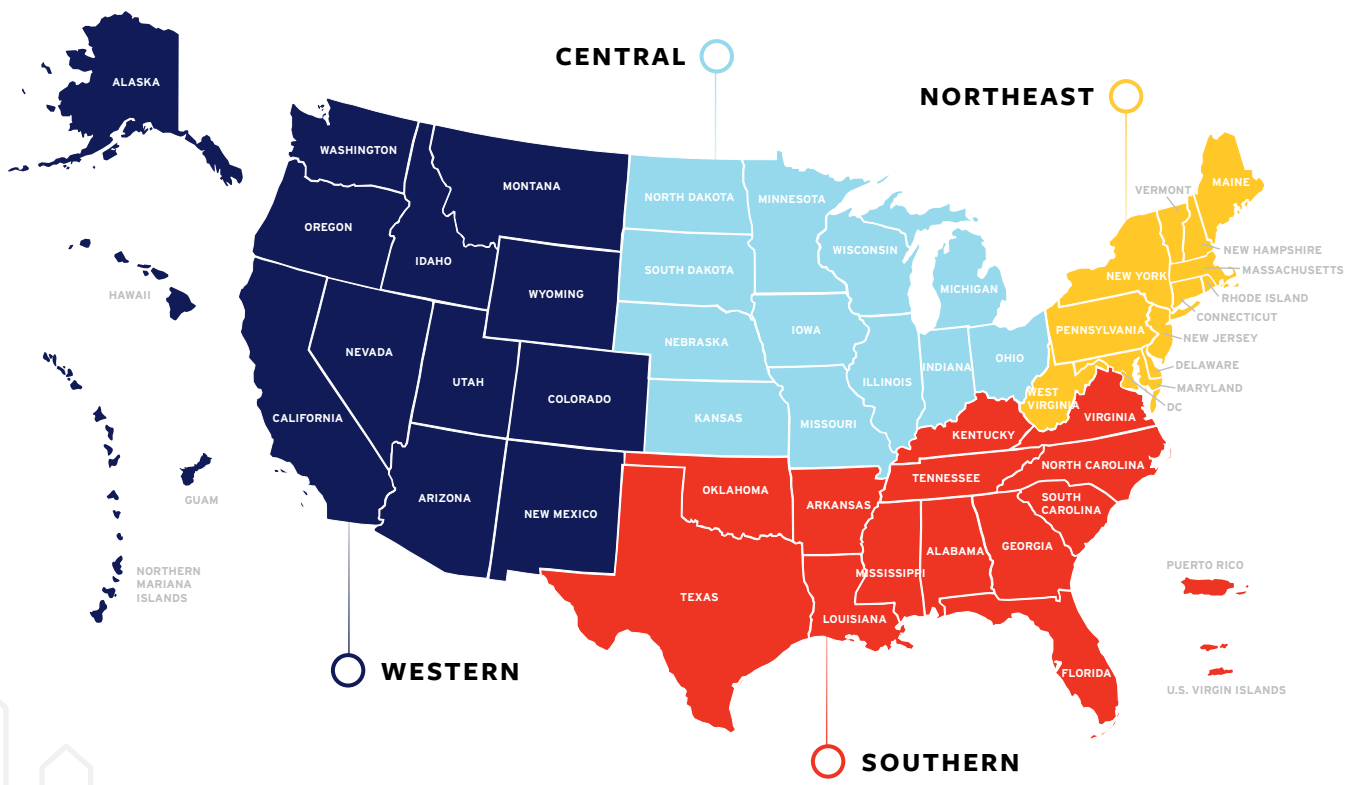 CENTRAL
NORTHEAST
ALASKA
WASHINGTON
MONTANA
NORTH DAKOTA
MINNESOTA
VERMONT
MAINE
OREGON
IDAHO
SOUTH DAKOTA
WISCONSIN
NEW YORK
NEW HAMPSHIRE
MASSACHUSETTS
HAWAII
WYOMING
MICHIGAN
RHODE ISLAND
CONNECTICUT
NEVADA
UTAH
NEBRASKA
IOWA
PENNSYLVANIA
NEW JERSEY
COLORADO
ILLINOIS
INDIANA
OHIO
DELAWARE
MARYLAND
DC
CALIFORNIA
KANSAS
MISSOURI
WEST
VIRGINIA
VIRGINIA
KENTUCKY
GUAM
ARIZONA
NEW MEXICO
OKLAHOMA
ARKANSAS
TENNESSEE
NORTH CAROLINA
SOUTH
CAROLINA
NORTHERN
MARIANA
ISLANDS
TEXAS
MISSISSIPPI
ALABAMA
GEORGIA
PUERTO RICO
LOUISIANA
FLORIDA
U.S. VIRGIN ISLANDS
WESTERN
SOUTHERN